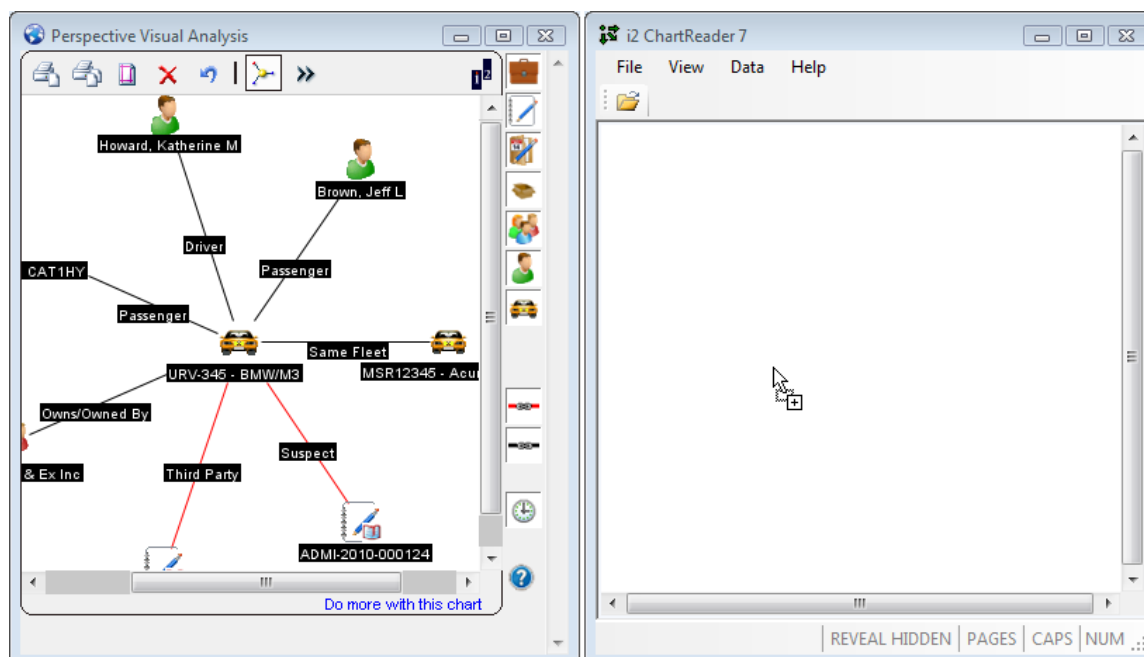 Perspective Visual Analysis
Howard, Katherine M
Brown, Jeff L
Driver
Passenger
CAT1HY
Passenger
Same Fleet
URV-345 - BMW/M3
MSR12345 - Acu
Owns/Owned By
Suspect
& Ex Inc
Third Party
ADMI-2010-000124
Do more with this chart
i2 ChartReader 7
File View Data Help
REVEAL HIDDEN PAGES CAPS NUM